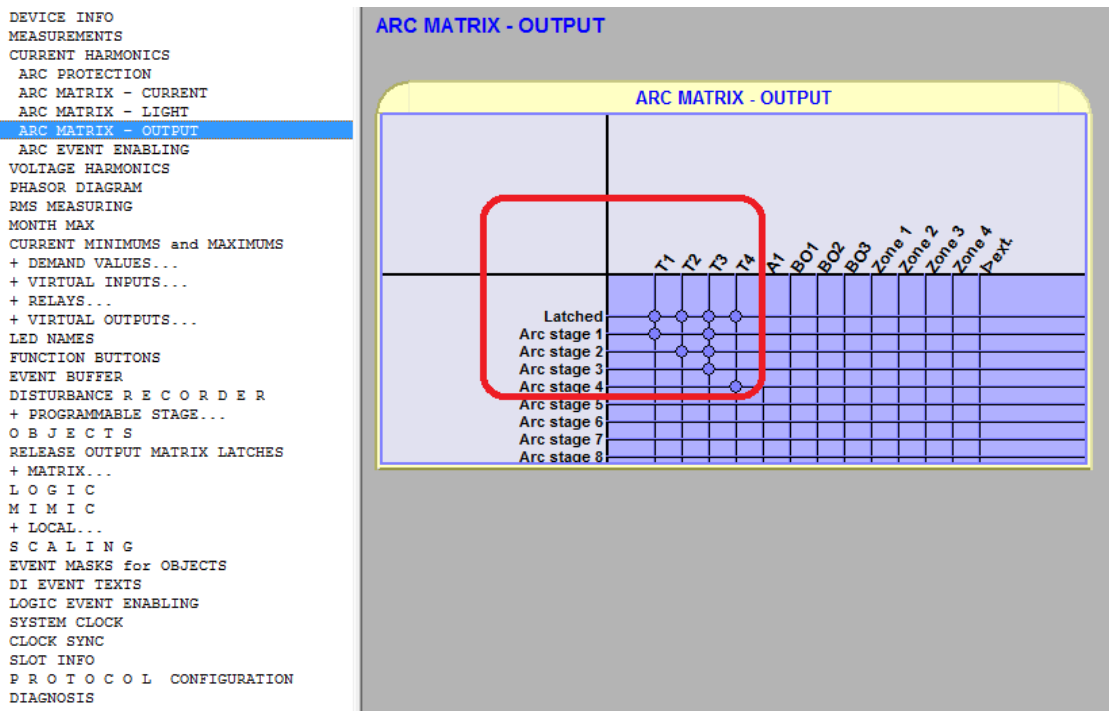 DEVICE INFO
MEASUREMENTS
CURRENT HARMONICS
ARC PROTECTION
ARC MATRIX - CURRENT
ARC MATRIX - LIGHT
ARC MATRIX - OUTPUT
ARC EVENT ENABLING
VOLTAGE HARMONICS
PHASOR DIAGRAM
RMS MEASURING
MONTH MAX
CURRENT MINIMUMS and MAXIMUMS
+ DEMAND VALUES...
+ VIRTUAL INPUTS...
+ RELAYS...
+ VIRTUAL OUTPUTS...
LED NAMES
FUNCTION BUTTONS
EVENT BUFFER
DISTURBANCE R E C O R D E R
+ PROGRAMMABLE STAGE...
O B J E C T S
RELEASE OUTPUT MATRIX LATCHES
+ MATRIX...
L O G I C
M I M I C
+ LOCAL...
S C A L I N G
EVENT MASKS for OBJECTS
DI EVENT TEXTS
LOGIC EVENT ENABLING
SYSTEM CLOCK
CLOCK SYNC
SLOT INFO
P R O T O C O L CONFIGURATION
DIAGNOSIS
ARC MATRIX - OUTPUT
ARC MATRIX - OUTPUT
T1
T2
T3
T4
A1
BO1
BO2
BO3
Zone 1
Zone 2
Zone 3
Zone 4
I>ext.
Latched
Arc stage 1
Arc stage 2
Arc stage 3
Arc stage 4
Arc stage 5
Arc stage 6
Arc stage 7
Arc stage 8